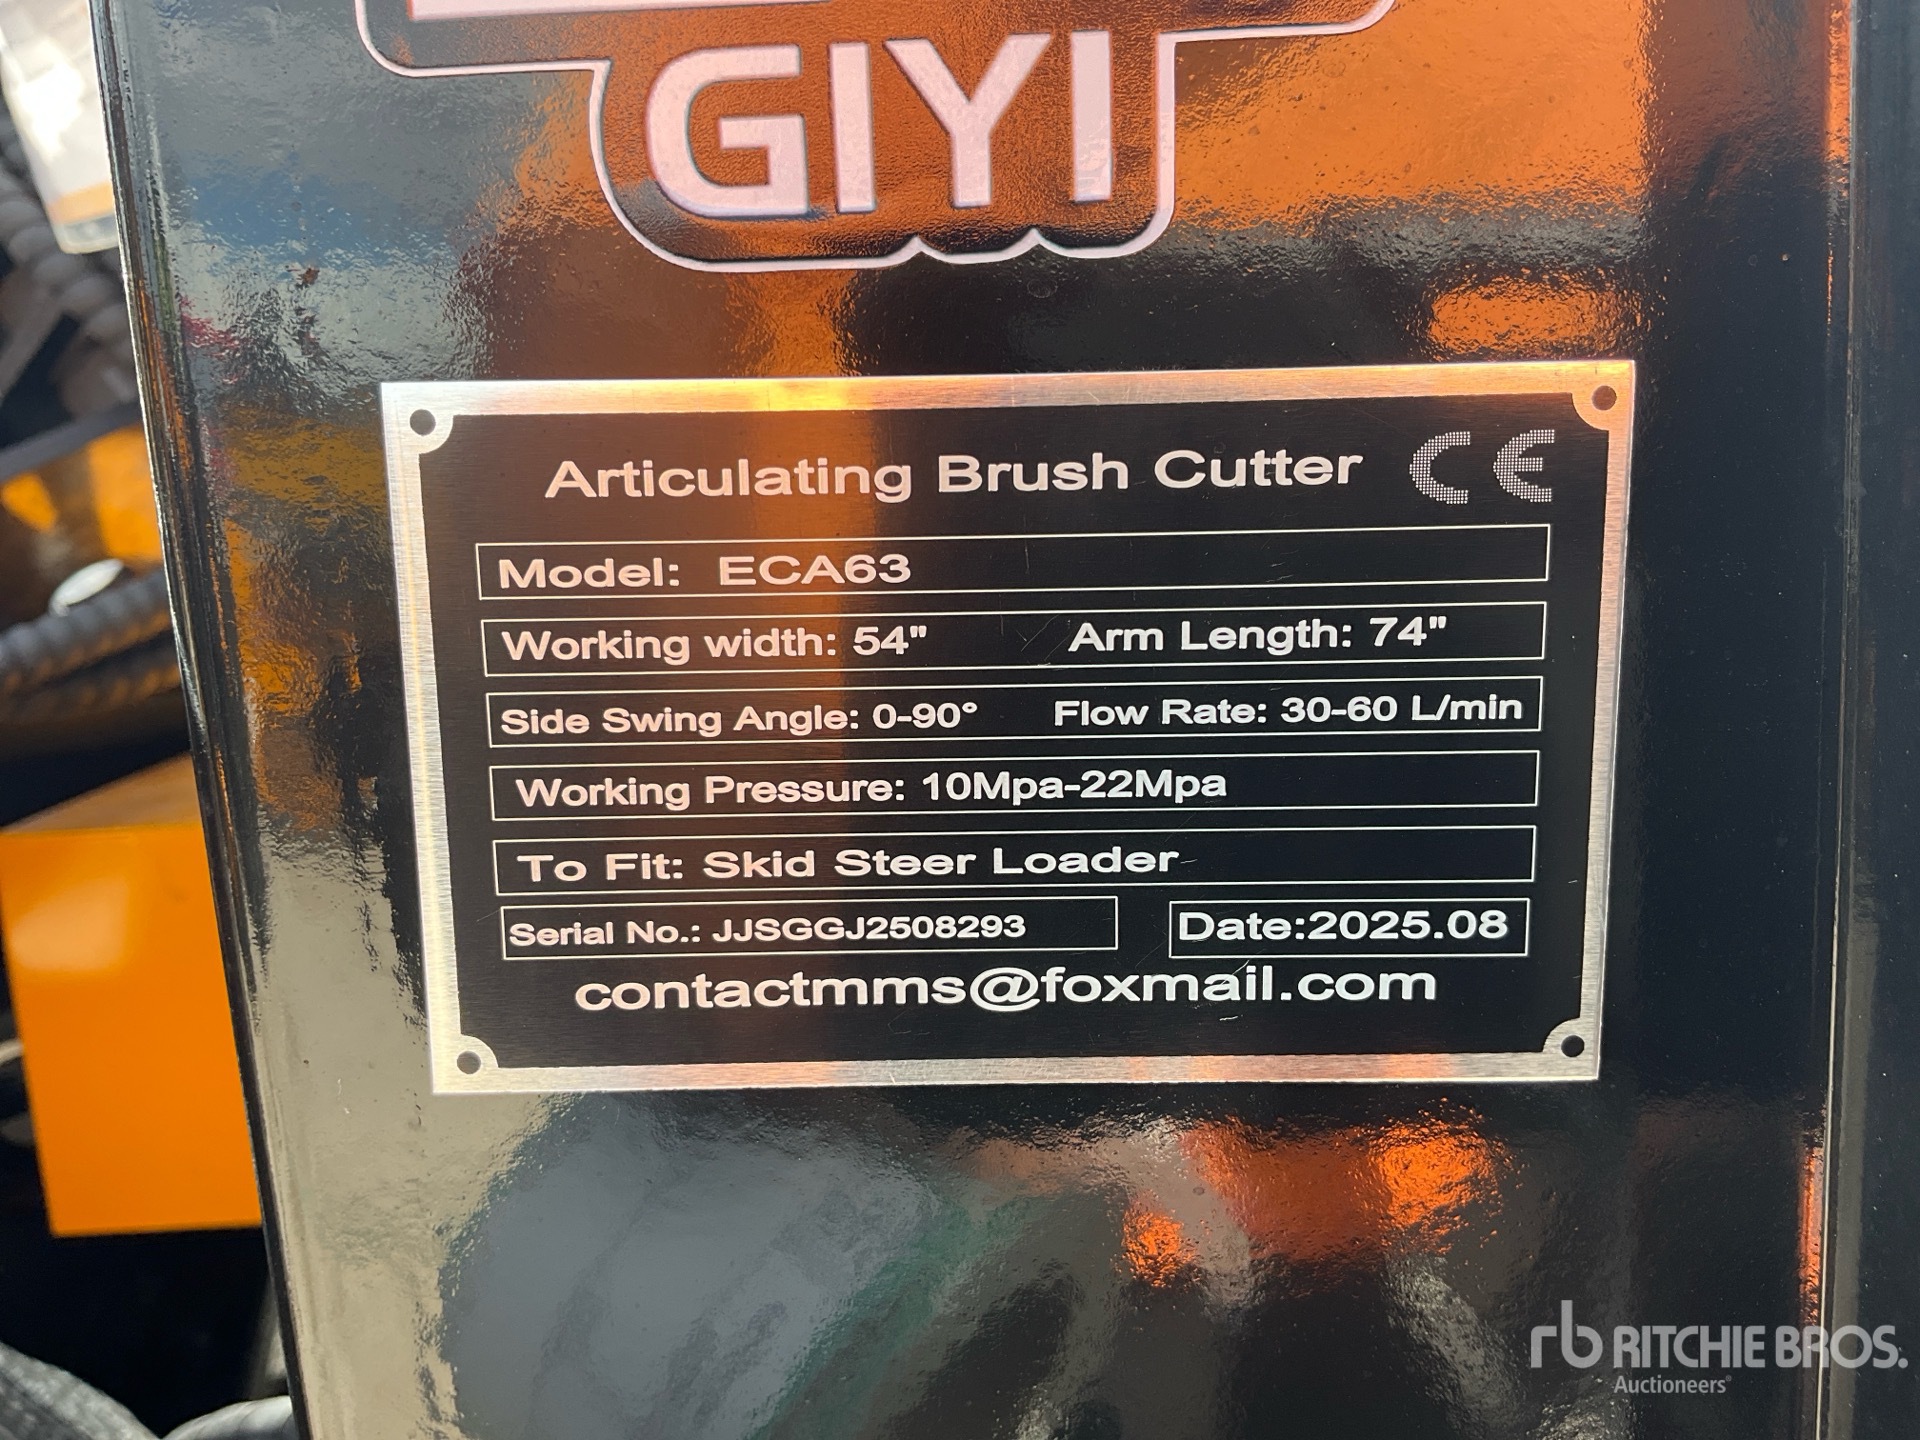 GIYI
Articulating Brush Cutter CE
Model: ECA63
Working width: 54" Arm Length: 74"
Side Swing Angle: 0-90° Flow Rate: 30-60 L/min
Working Pressure: 10Mpa-22Mpa
To Fit: Skid Steer Loader
Serial No.: JJSGGJ2508293 Date:2025.08
contactmms@foxmail.com
rb RITCHIE BROS.
Auctioneers®